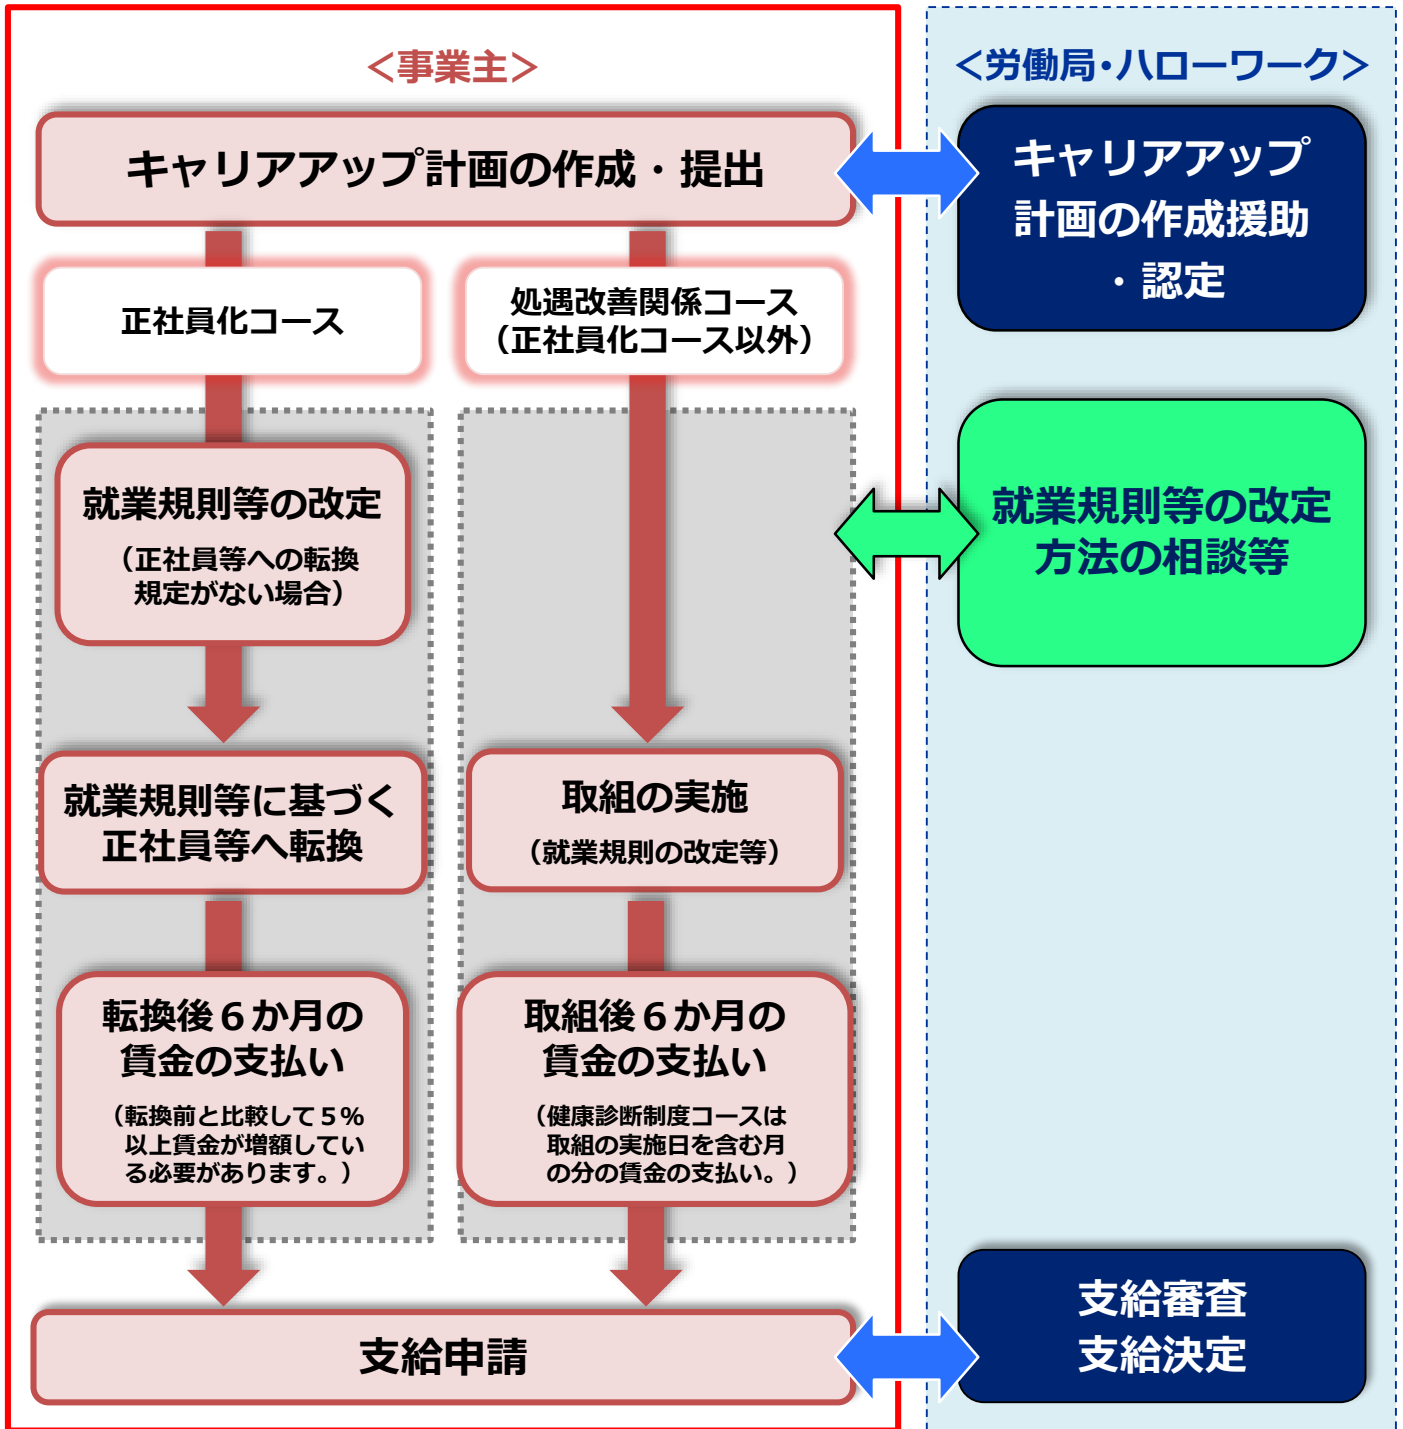 ＜事業主＞
キャリアアップ計画の作成・提出
正社員化コース
処遇改善関係コース
（正社員化コース以外）
就業規則等の改定
（正社員等への転換
規定がない場合）
就業規則等に基づく
正社員等へ転換
取組の実施
（就業規則の改定等）
転換後６か月の
賃金の支払い
（転換前と比較して５％
以上賃金が増額してい
る必要があります。）
取組後６か月の
賃金の支払い
（健康診断制度コースは
取組の実施日を含む月
の分の賃金の支払い。）
支給申請
＜労働局・ハローワーク＞
キャリアアップ
計画の作成援助
・認定
就業規則等の改定
方法の相談等
支給審査
支給決定